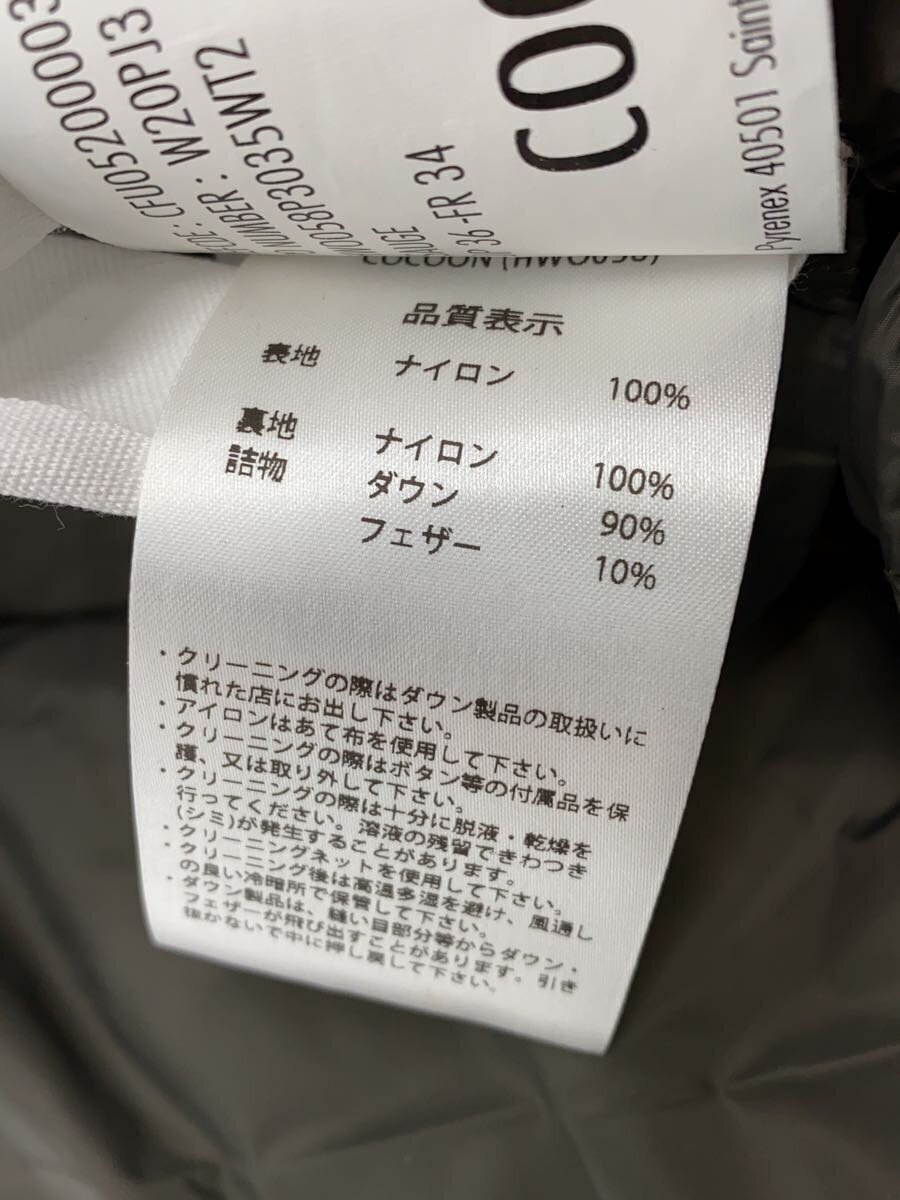 CFU0520003
NUMBER : W20PJ3
0058P3035WT2
36-FR 34
COC
Pyrenex 40501 Saint
COCOON (HWO058)
品質表示
表地 ナイロン 100%
裏地 ナイロン 100%
詰物 ダウン 90%
フェザー 10%
・クリーニングの際はダウン製品の取扱いに
慣れた店にお出し下さい。
・アイロンはあて布を使用して下さい。
・クリーニングの際はボタン等の付属品を保
護、又は取り外して下さい。
・クリーニングの際は十分に脱液・乾燥を
行ってください。溶液の残留できわつき
(シミ)が発生することがあります。
・クリーニングネットを使用して下さい。
・クリーニング後は高温多湿を避け、風通し
の良い冷暗所で保管して下さい。
・ダウン製品は、縫い目部分等からダウン・
フェザーが飛び出すことがあります。引き
抜かないで中に押し戻して下さい。